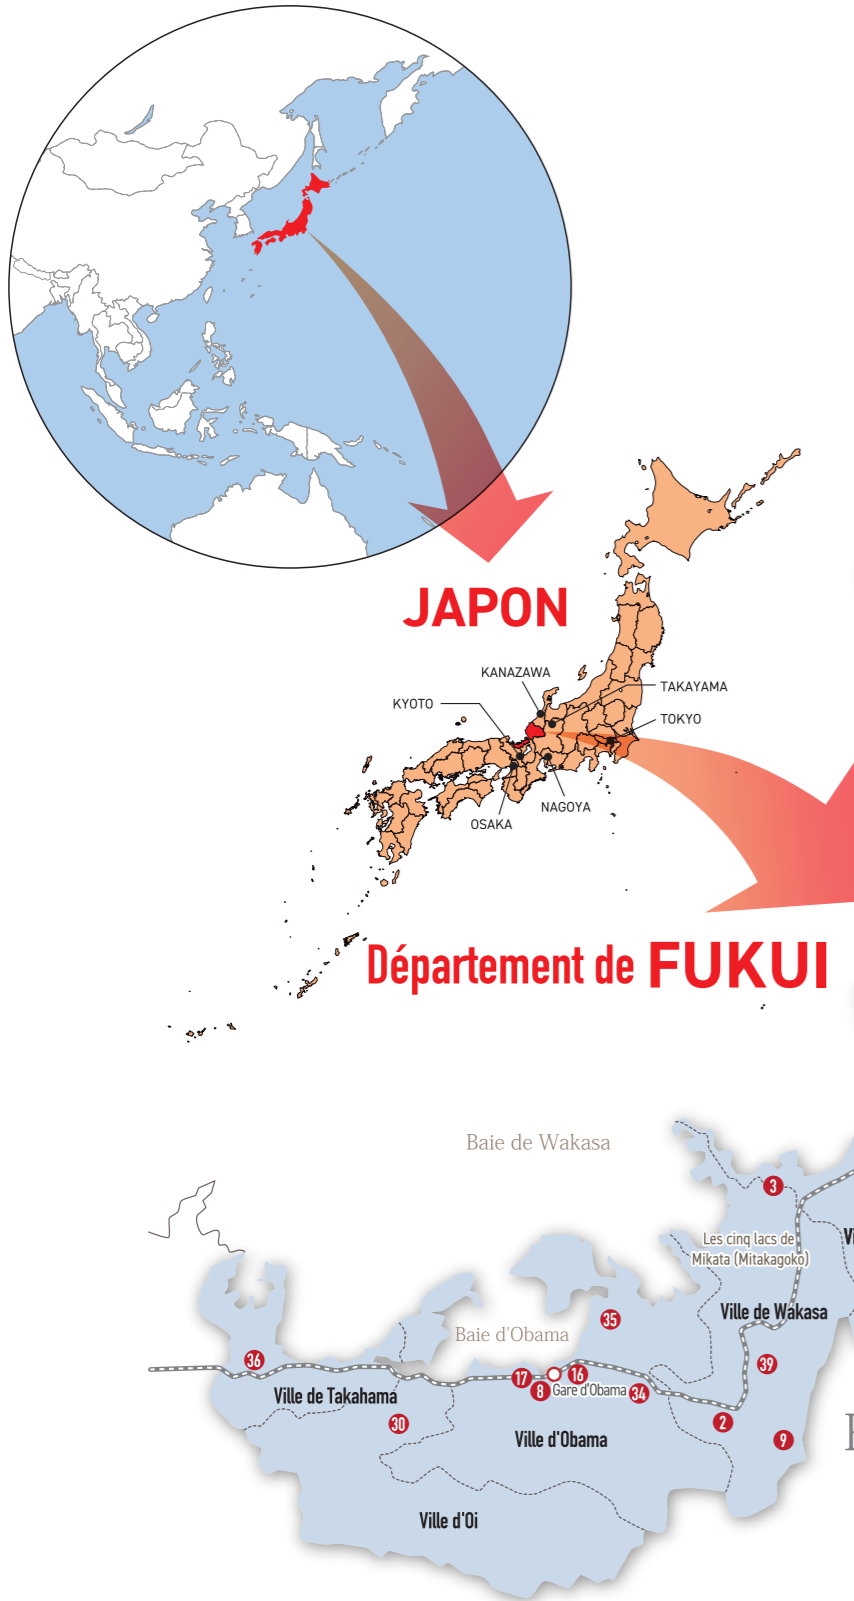 JAPON
KANAZAWA
TAKAYAMA
KYOTO
TOKYO
NAGOYA
OSAKA
Département de FUKUI
Baie de Wakasa
3
Les cinq lacs de
Mikata (Mitakagoko)
Ville de Wakasa
35
Baie d'Obama
36
39
17
16
8
Gare d'Obama
34
Ville de Takahama
30
2
9
Ville d'Obama
Ville d'Oi